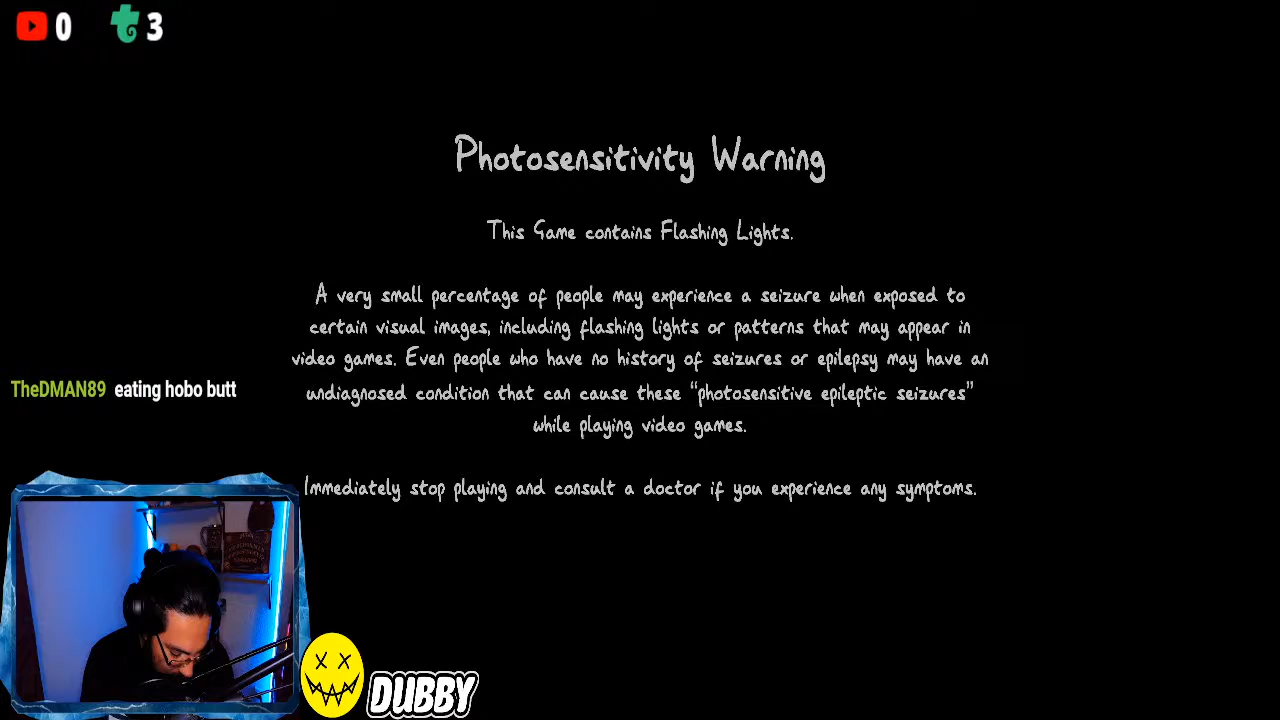 0 3
Photosensitivity Warning
This Game contains Flashing Lights.
A very small percentage of people may experience a seizure when exposed to
certain visual images, including flashing lights or patterns that may appear in
video games. Even people who have no history of seizures or epilepsy may have an
undiagnosed condition that can cause these “photosensitive epileptic seizures”
while playing video games.
TheDMAN89 eating hobo butt
Immediately stop playing and consult a doctor if you experience any symptoms.
DUBBY